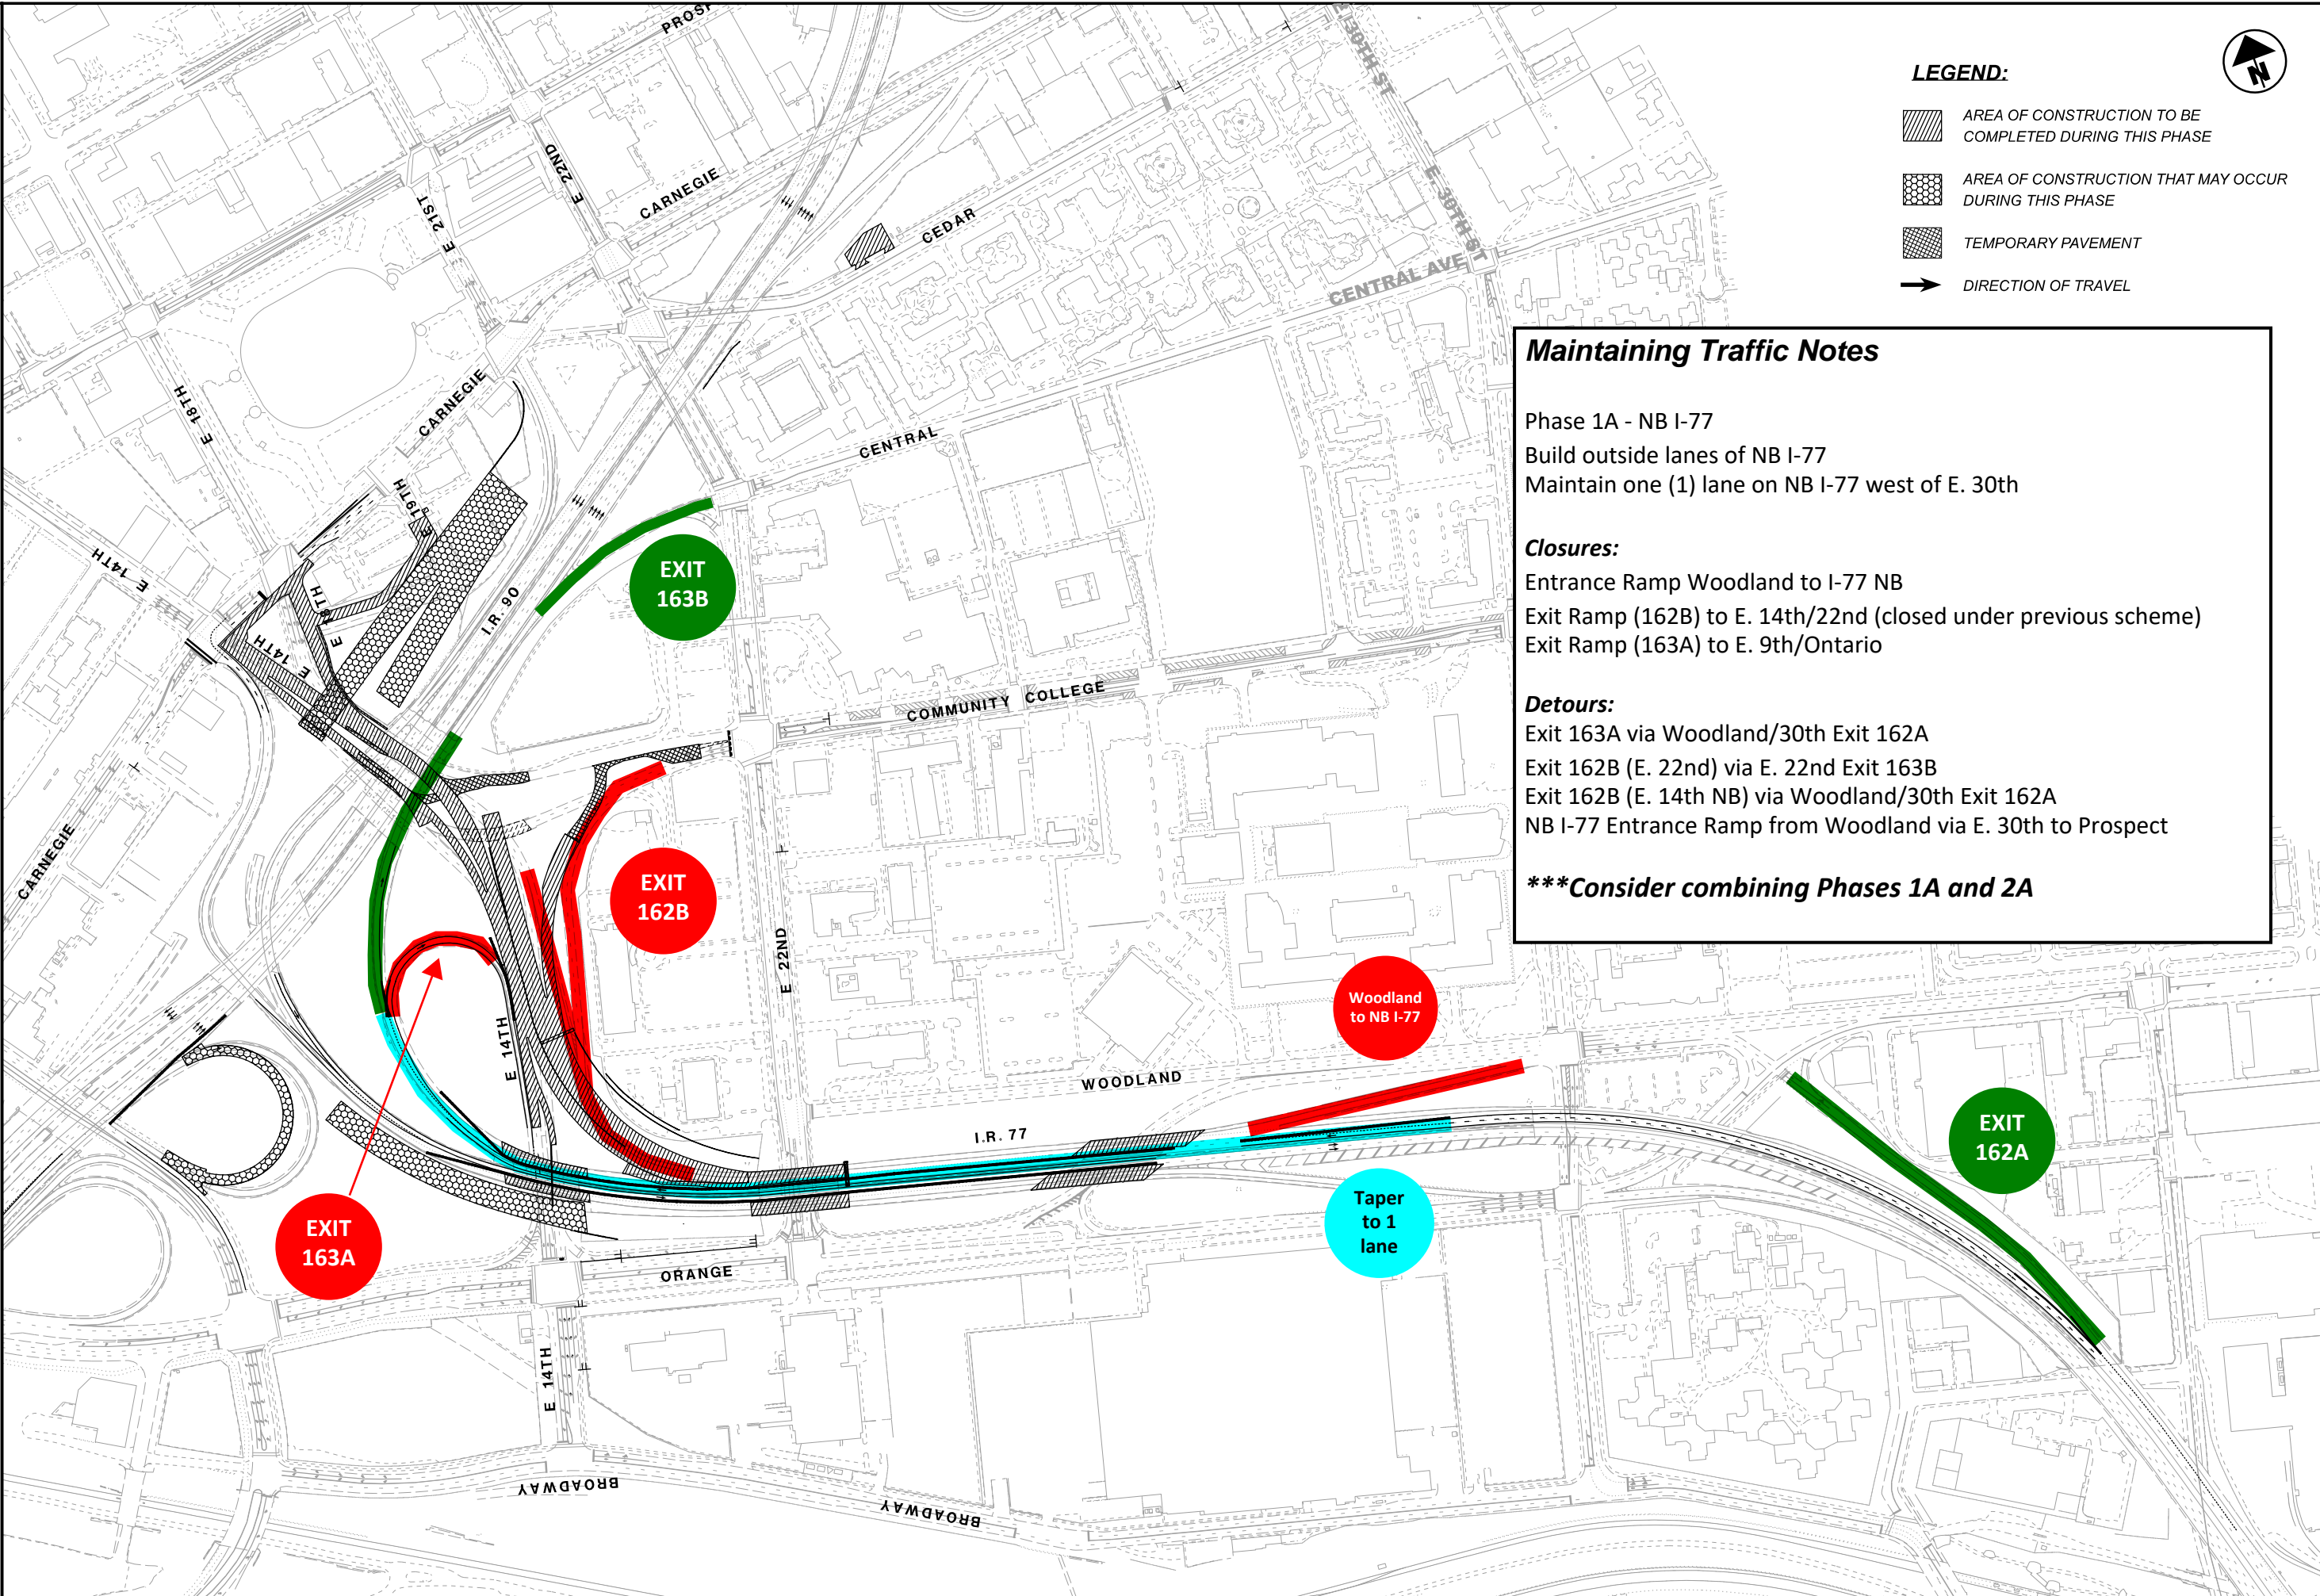 PROSP
E. 30TH ST
LEGEND:
N
AREA OF CONSTRUCTION TO BE
COMPLETED DURING THIS PHASE
AREA OF CONSTRUCTION THAT MAY OCCUR
DURING THIS PHASE
TEMPORARY PAVEMENT
DIRECTION OF TRAVEL
E 22ND
CARNEGIE
E 21ST
CEDAR
E. 30TH ST
CENTRAL AVE
E 18TH
CARNEGIE
CENTRAL
E 19TH
E 14TH
E 18TH
E 14TH
I.R. 90
EXIT
163B
COMMUNITY COLLEGE
Maintaining Traffic Notes
Phase 1A - NB I-77
Build outside lanes of NB I-77
Maintain one (1) lane on NB I-77 west of E. 30th
Closures:
Entrance Ramp Woodland to I-77 NB
Exit Ramp (162B) to E. 14th/22nd (closed under previous scheme)
Exit Ramp (163A) to E. 9th/Ontario
Detours:
Exit 163A via Woodland/30th Exit 162A
Exit 162B (E. 22nd) via E. 22nd Exit 163B
Exit 162B (E. 14th NB) via Woodland/30th Exit 162A
NB I-77 Entrance Ramp from Woodland via E. 30th to Prospect
***Consider combining Phases 1A and 2A
CARNEGIE
EXIT
162B
E 22ND
E 14TH
Woodland
to NB I-77
WOODLAND
I.R. 77
EXIT
162A
Taper
to 1
lane
EXIT
163A
ORANGE
E 14TH
BROADWAY
BROADWAY